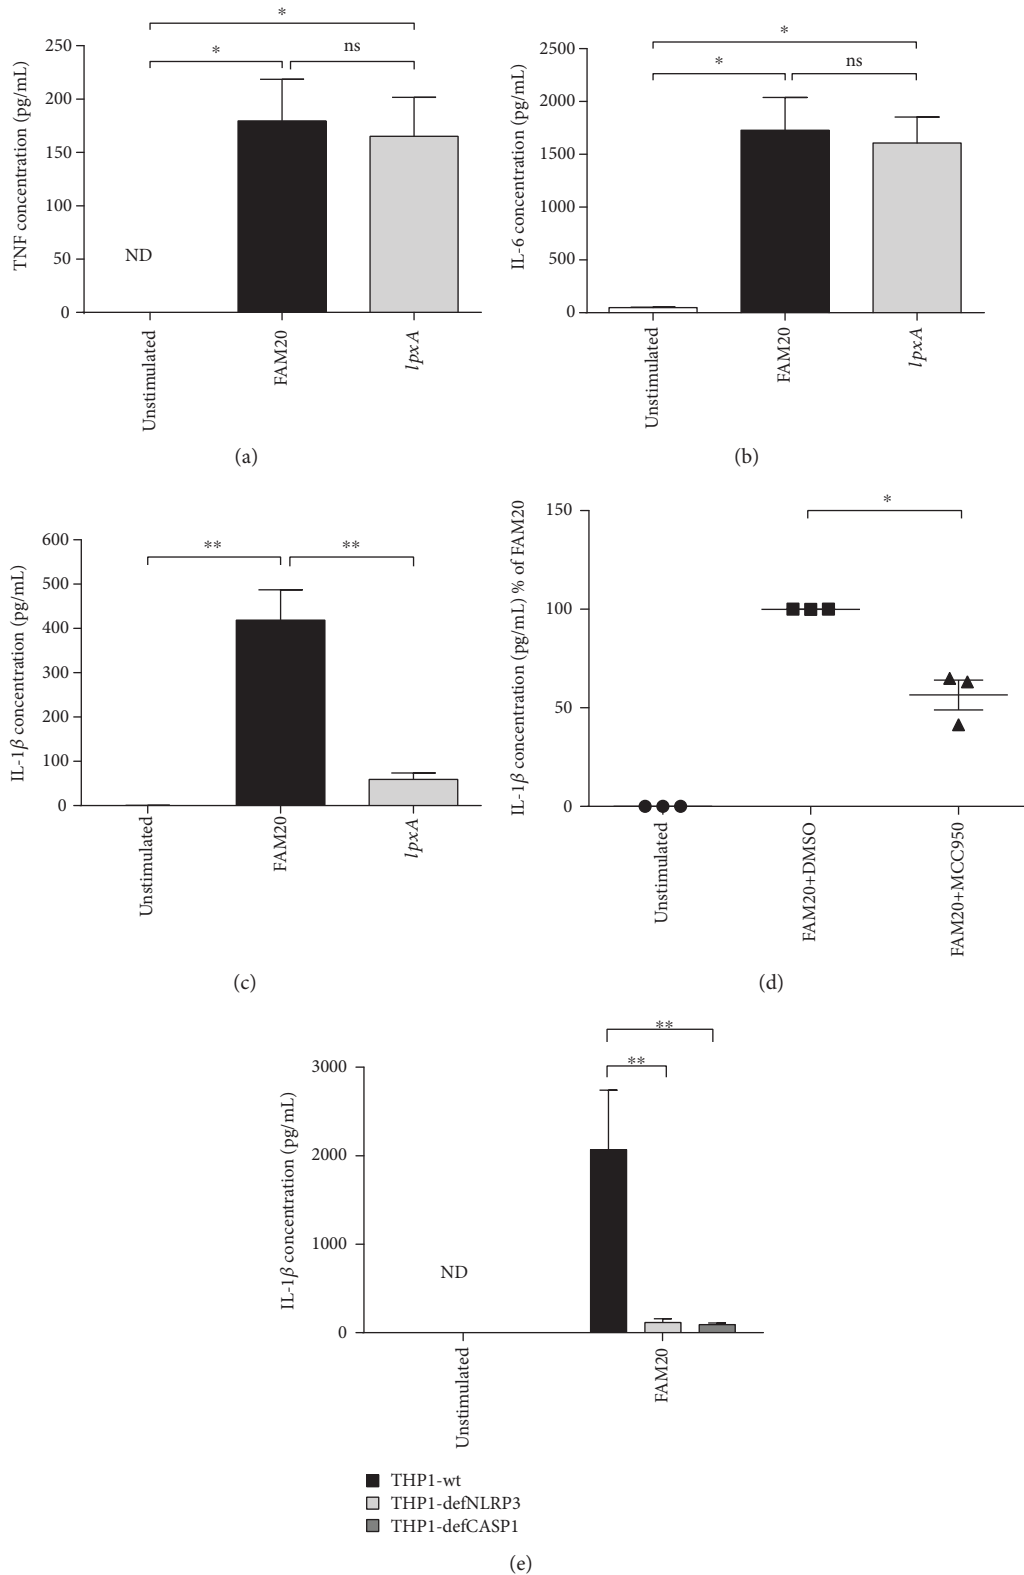 *
* ns
TNF concentration (pg/mL)
250
200
150
100
50
0
ND
Unstimulated
FAM20
lpxA
(a)
*
* ns
IL-6 concentration (pg/mL)
2500
2000
1500
1000
500
0
Unstimulated
FAM20
lpxA
(b)
** **
IL-1β concentration (pg/mL)
600
500
400
300
200
100
0
Unstimulated
FAM20
lpxA
(c)
*
IL-1β concentration (pg/mL) % of FAM20
150
100
50
0
Unstimulated
FAM20+DMSO
FAM20+MCC950
(d)
**
**
IL-1β concentration (pg/mL)
3000
2000
1000
0
ND
Unstimulated
FAM20
THP1-wt
THP1-defNLRP3
THP1-defCASP1
(e)